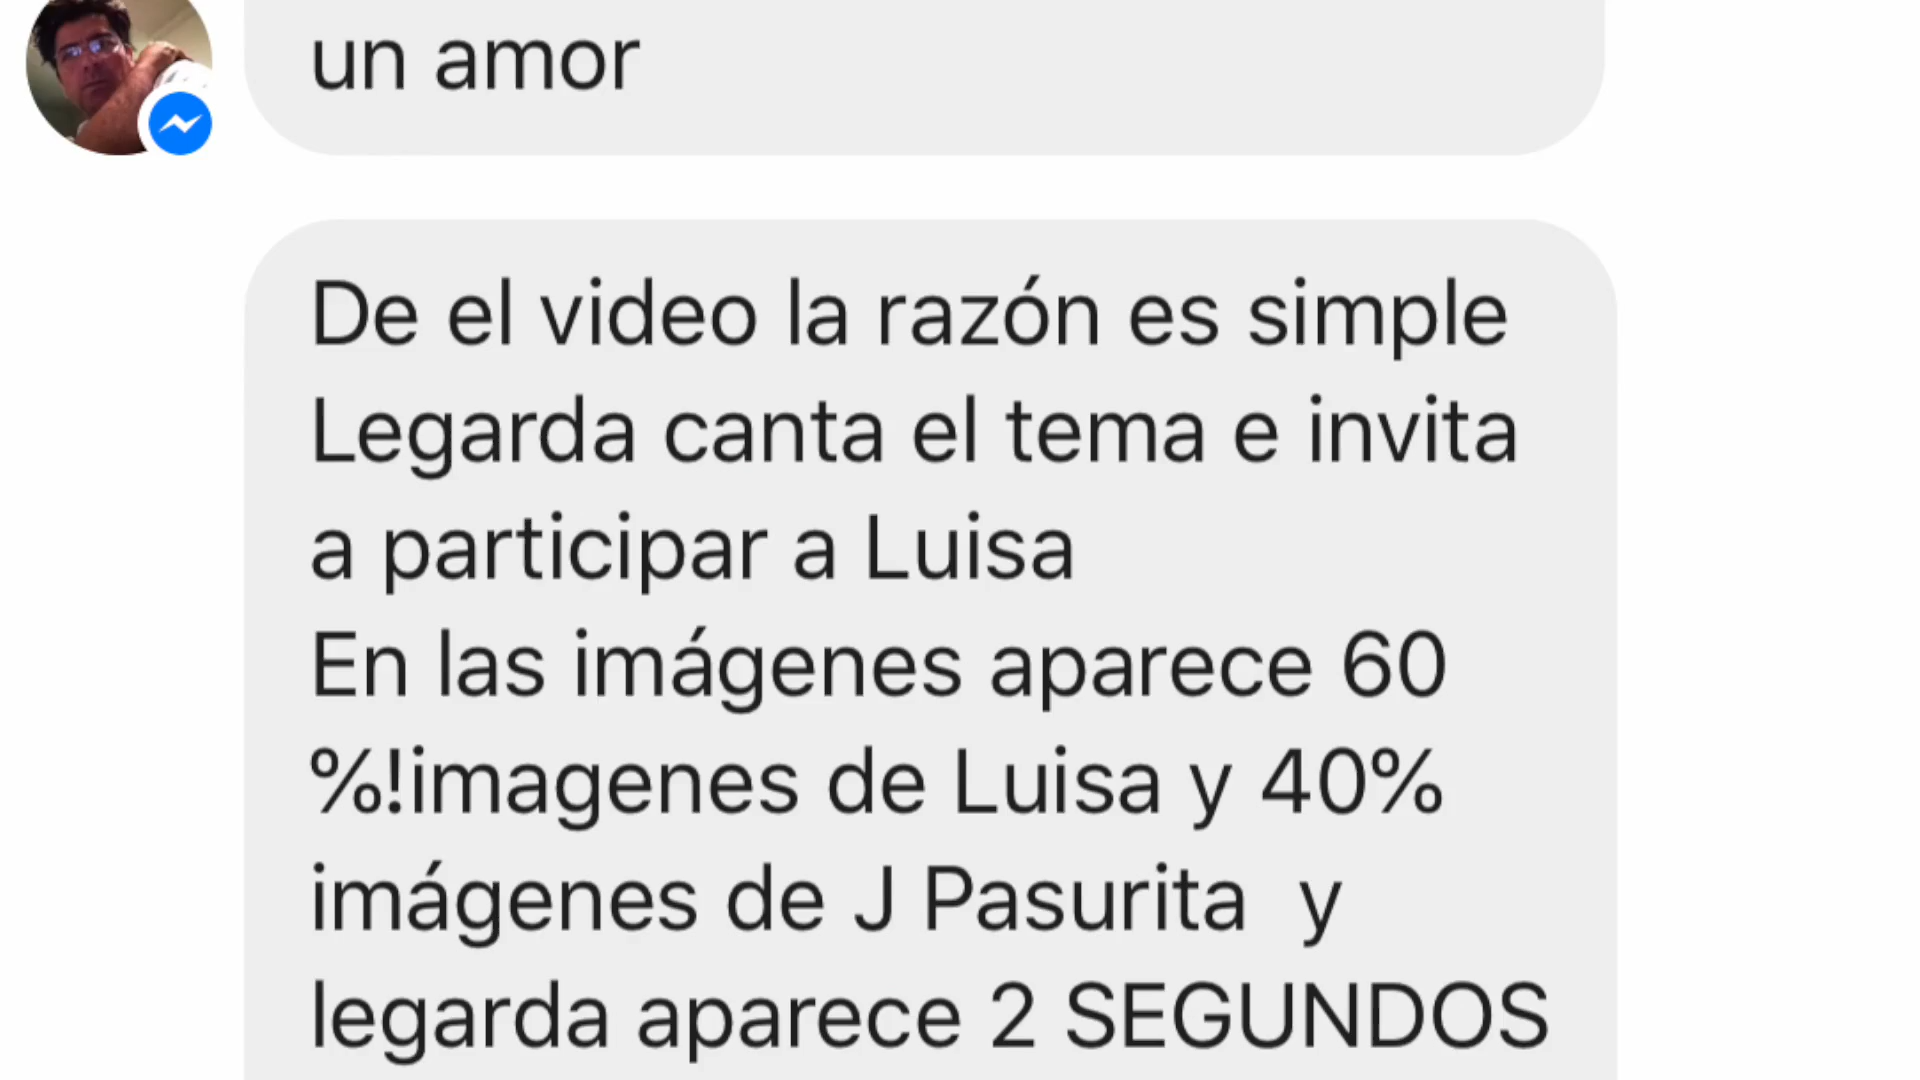 un amor
De el video la razón es simple
Legarda canta el tema e invita
a participar a Luisa
En las imágenes aparece 60
%!imagenes de Luisa y 40%
imágenes de J Pasurita  y
legarda aparece 2 SEGUNDOS